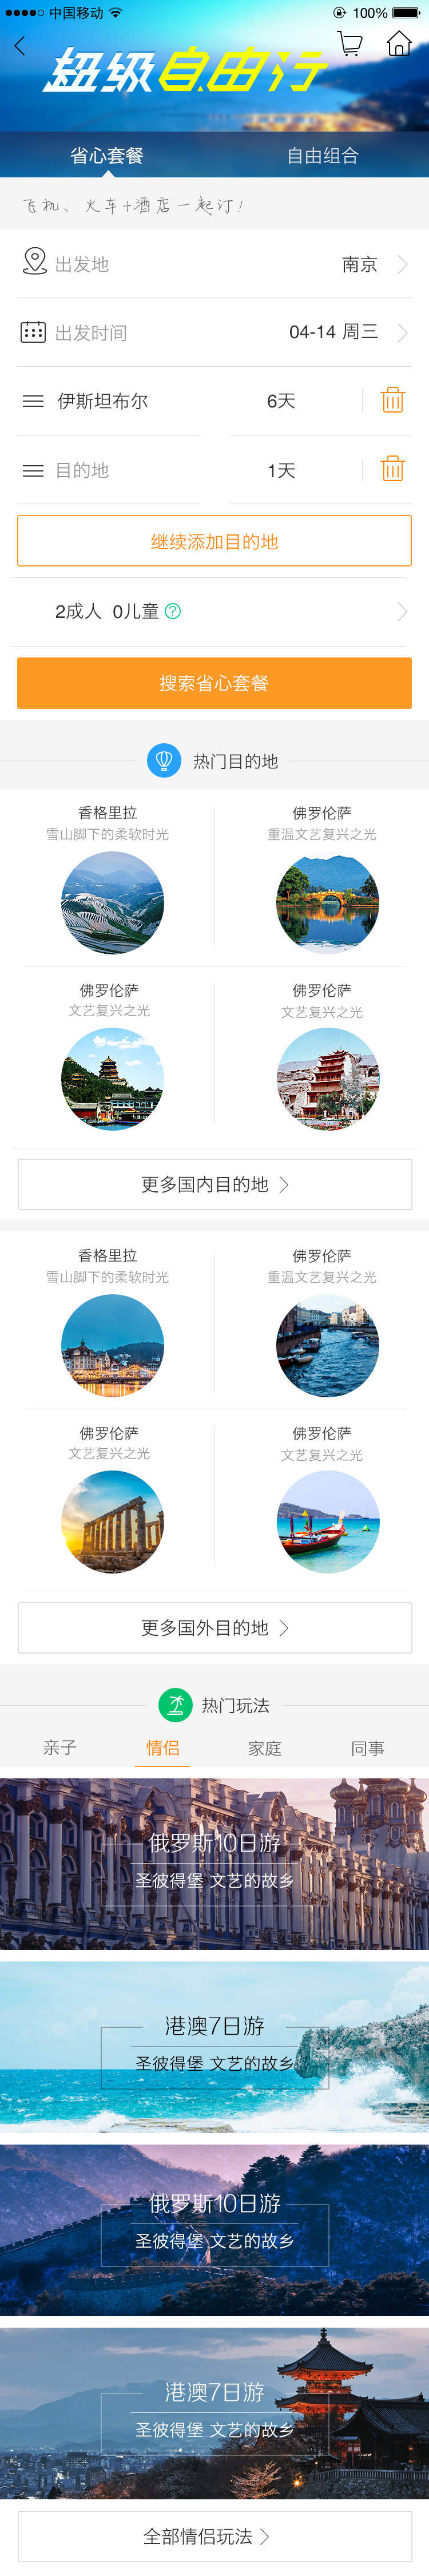 中国移动 100%
超级自由行
省心套餐 自由组合
飞机、火车+酒店一起订!
出发地 南京
出发时间 04-14 周三
伊斯坦布尔 6天
目的地 1天
继续添加目的地
2成人 0儿童 ?
搜索省心套餐
热门目的地
香格里拉 佛罗伦萨
雪山脚下的柔软时光 重温文艺复兴之光
佛罗伦萨 佛罗伦萨
文艺复兴之光 文艺复兴之光
更多国内目的地
香格里拉 佛罗伦萨
雪山脚下的柔软时光 重温文艺复兴之光
佛罗伦萨 佛罗伦萨
文艺复兴之光 文艺复兴之光
更多国外目的地
热门玩法
亲子 情侣 家庭 同事
俄罗斯10日游
圣彼得堡 文艺的故乡
港澳7日游
圣彼得堡 文艺的故乡
俄罗斯10日游
圣彼得堡 文艺的故乡
港澳7日游
圣彼得堡 文艺的故乡
全部情侣玩法